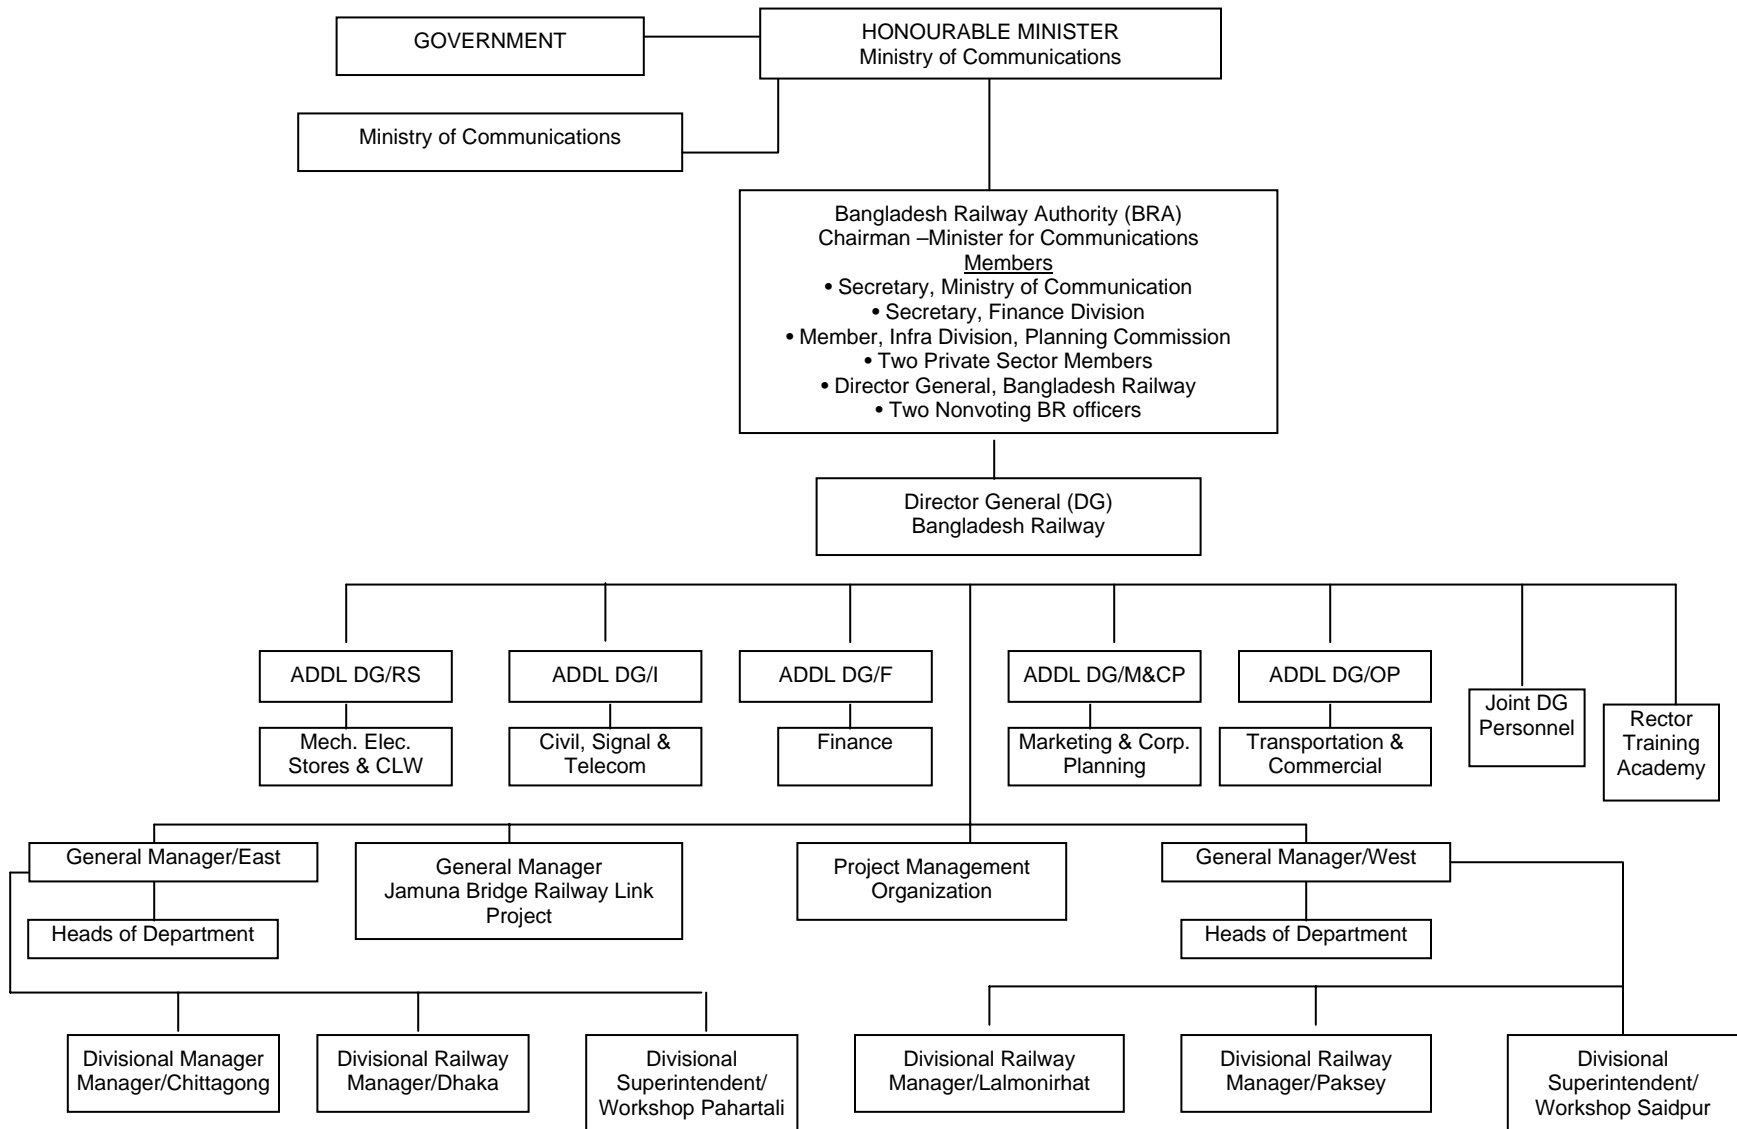 GOVERNMENT
HONOURABLE MINISTER
Ministry of Communications
Ministry of Communications
Bangladesh Railway Authority (BRA)
Chairman –Minister for Communications
Members
• Secretary, Ministry of Communication
• Secretary, Finance Division
• Member, Infra Division, Planning Commission
• Two Private Sector Members
• Director General, Bangladesh Railway
• Two Nonvoting BR officers
Director General (DG)
Bangladesh Railway
ADDL DG/RS
ADDL DG/I
ADDL DG/F
ADDL DG/M&CP
ADDL DG/OP
Joint DG
Personnel
Rector
Training
Academy
Mech. Elec.
Stores & CLW
Civil, Signal &
Telecom
Finance
Marketing & Corp.
Planning
Transportation &
Commercial
General Manager/East
General Manager
Jamuna Bridge Railway Link
Project
Project Management
Organization
General Manager/West
Heads of Department
Heads of Department
Divisional Manager
Manager/Chittagong
Divisional Railway
Manager/Dhaka
Divisional
Superintendent/
Workshop Pahartali
Divisional Railway
Manager/Lalmonirhat
Divisional Railway
Manager/Paksey
Divisional
Superintendent/
Workshop Saidpur